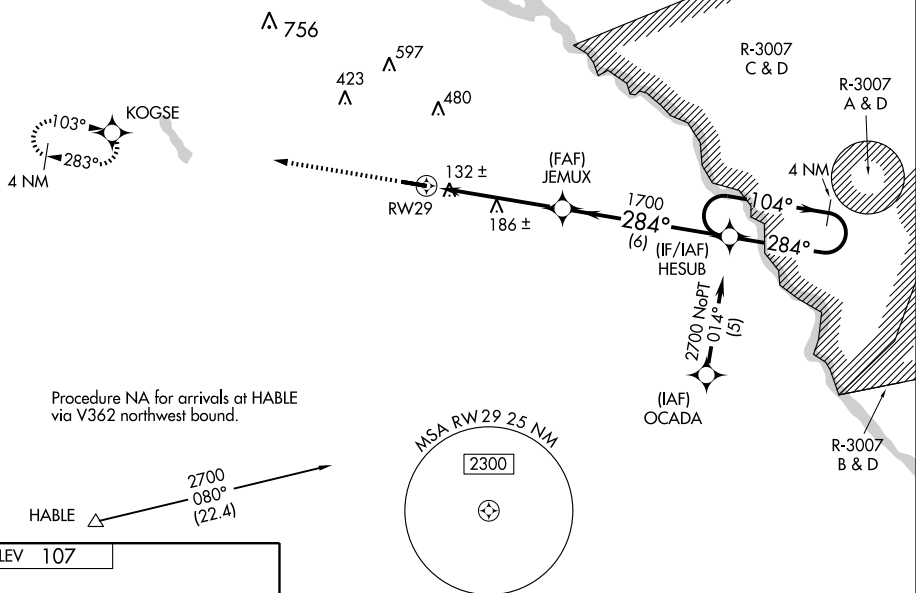 756
597
423
480
R-3007
C & D
R-3007
A & D
KOGSE
103°
283°
4 NM
(FAF)
JEMUX
132 ±
RW29
186 ±
1700
284°
(6)
4 NM
104°
284°
(IF/IAF)
HESUB
2700 NoPT
014°
(5)
(IAF)
OCADA
R-3007
B & D
Procedure NA for arrivals at HABLE
via V362 northwest bound.
MSA RW29 25 NM
2300
2700
080°
(22.4)
HABLE
LEV 107